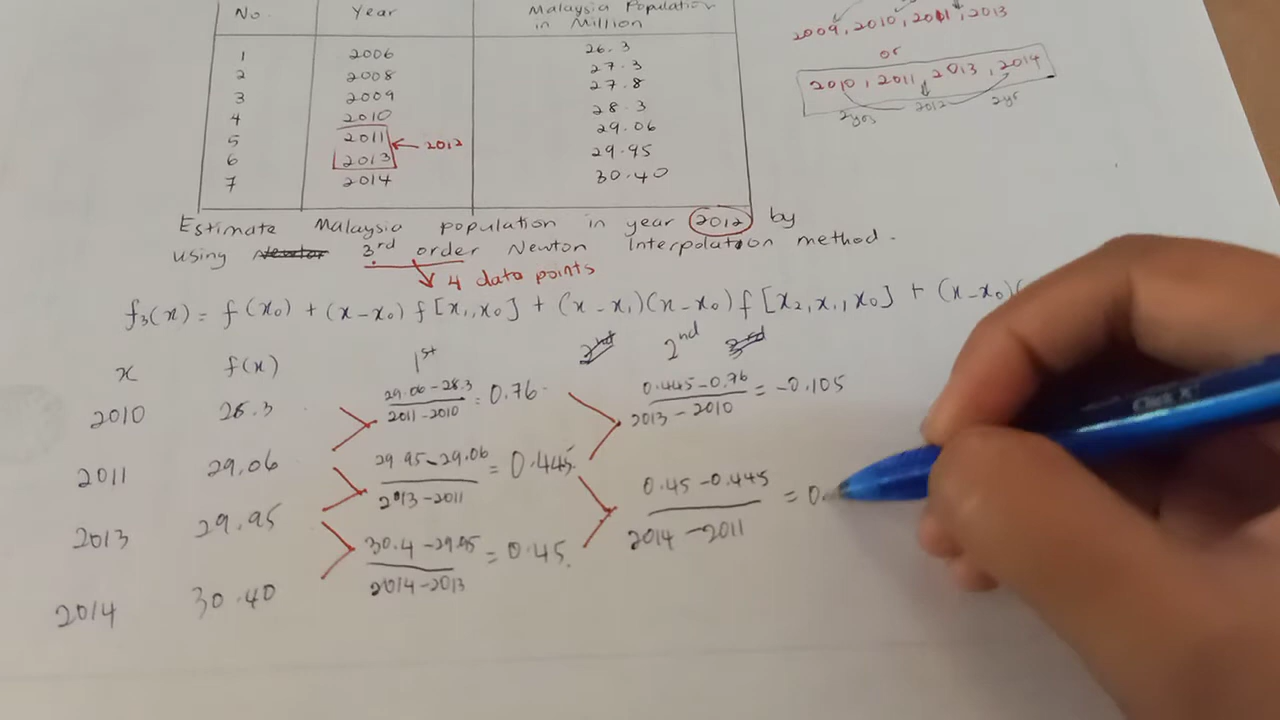 No. Year Malaysia Population in Million
1 2006 26.3
2 2008 27.3
3 2009 27.8
4 2010 28.3
5 2011 29.06
6 2013 29.95
7 2014 30.40
← 2012
2009, 2010, 2011, 2013
or
2010, 2011, 2013, 2014
2yrs 2012 2yr
Estimate Malaysia population in year 2012 by
using 3rd order Newton Interpolation method.
4 data points
f₃(x) = f(x₀) + (x-x₀) f[x₁,x₀] + (x-x₁)(x-x₀) f[x₂,x₁,x₀] + (x-x₀)(
x f(x) 1st 2nd
2010 28.3 29.06-28.3 / 2011-2010 = 0.76 0.445-0.76 / 2013-2010 = -0.105
2011 29.06 29.95-29.06 / 2013-2011 = 0.445 0.45-0.445 / 2014-2011 = 0.
2013 29.95 30.4-29.95 / 2014-2013 = 0.45
2014 30.40